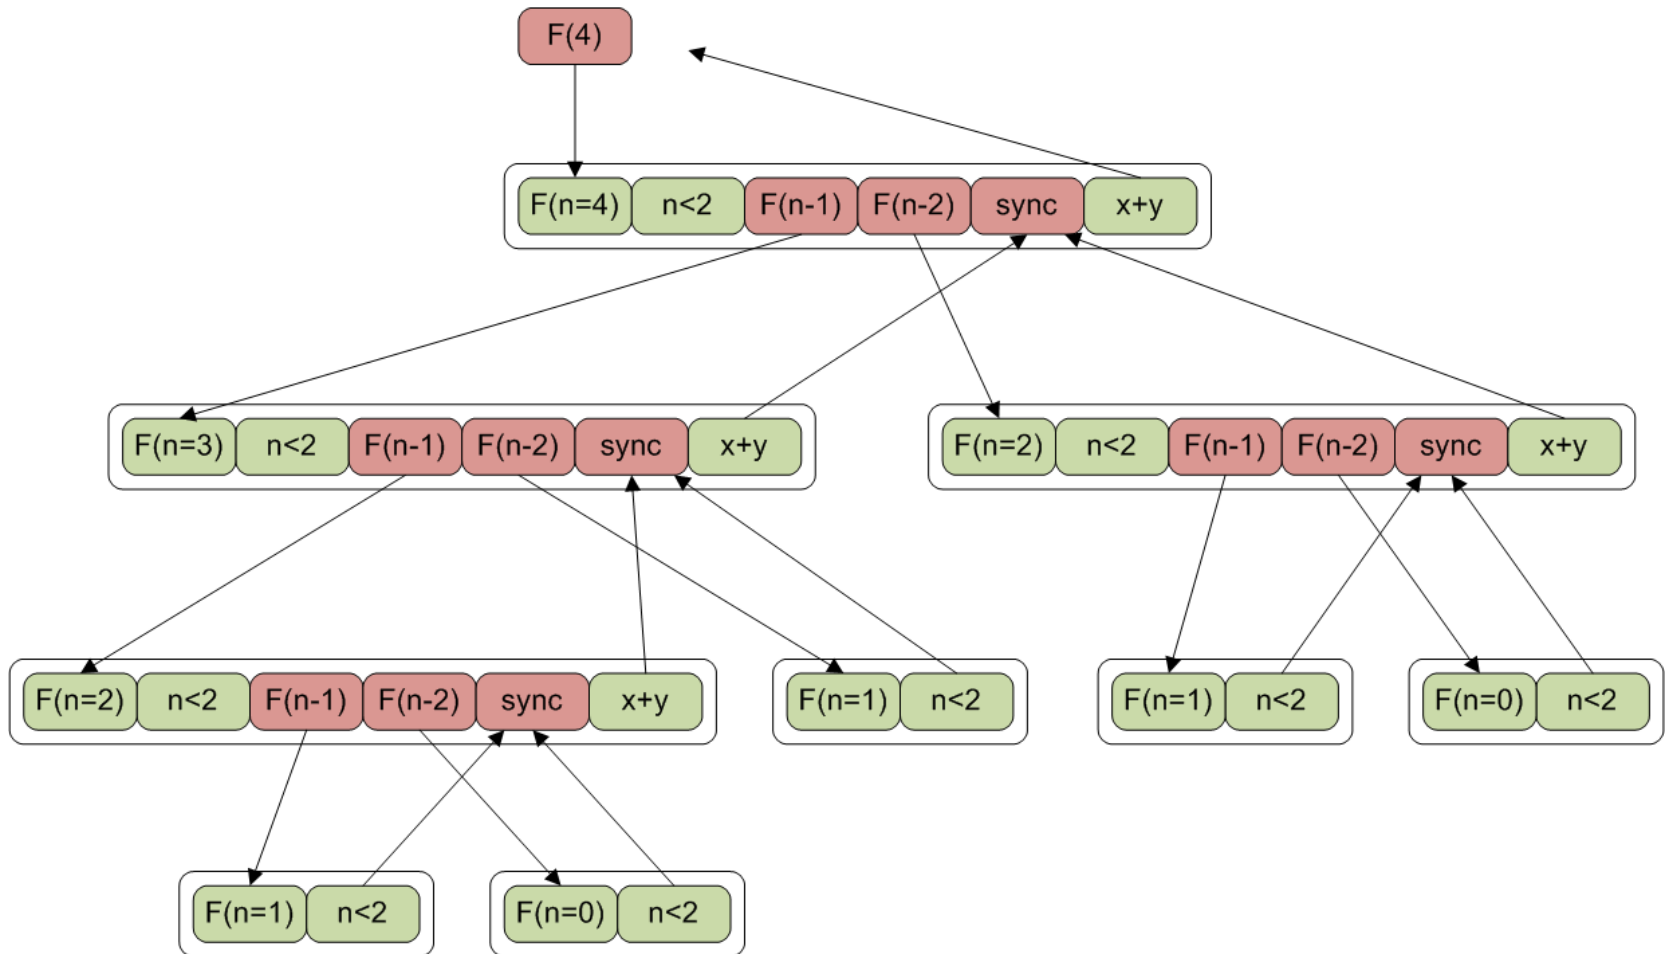 F(4)
F(n=4) n<2 F(n-1) F(n-2) sync x+y
F(n=3) n<2 F(n-1) F(n-2) sync x+y
F(n=2) n<2 F(n-1) F(n-2) sync x+y
F(n=2) n<2 F(n-1) F(n-2) sync x+y
F(n=1) n<2
F(n=1) n<2
F(n=0) n<2
F(n=1) n<2
F(n=0) n<2